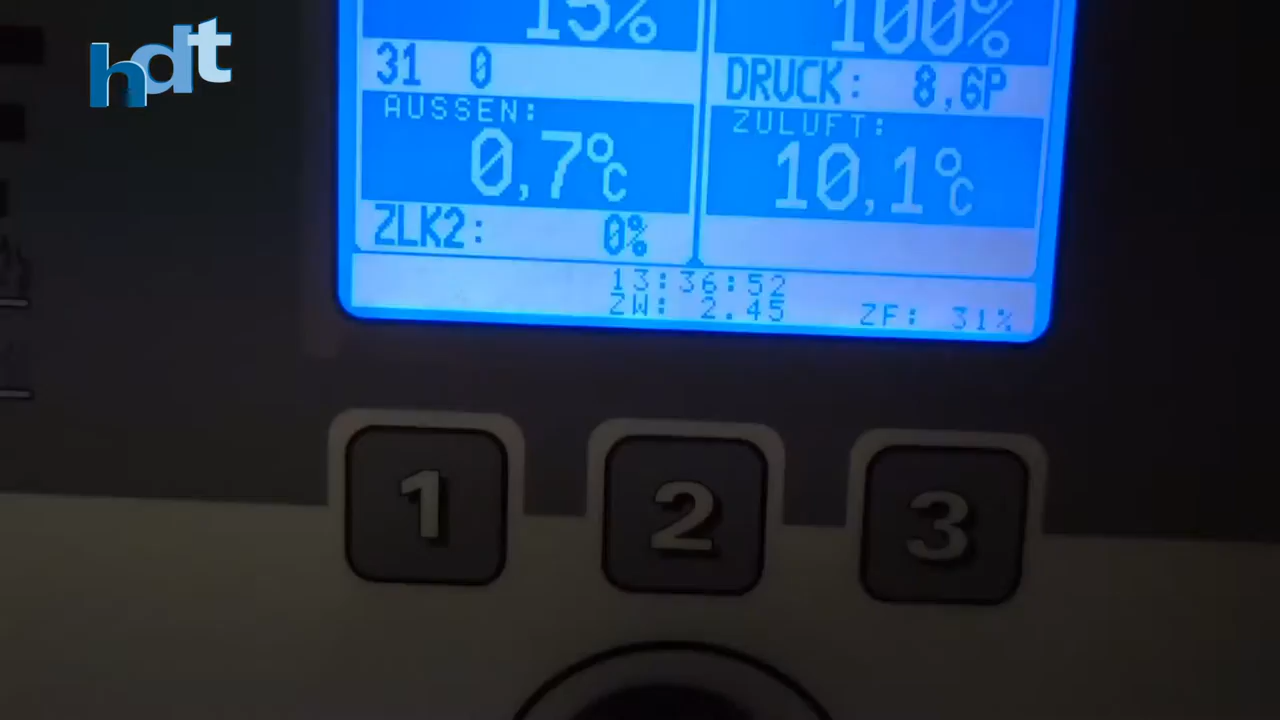 hdt
15%
100%
31 0
DRUCK: 8,6P
AUSSEN:
0,7°C
ZULUFT:
10,1°C
ZLK2: 0%
13:36:52
ZW: 2.45
ZF: 31%
1
2
3